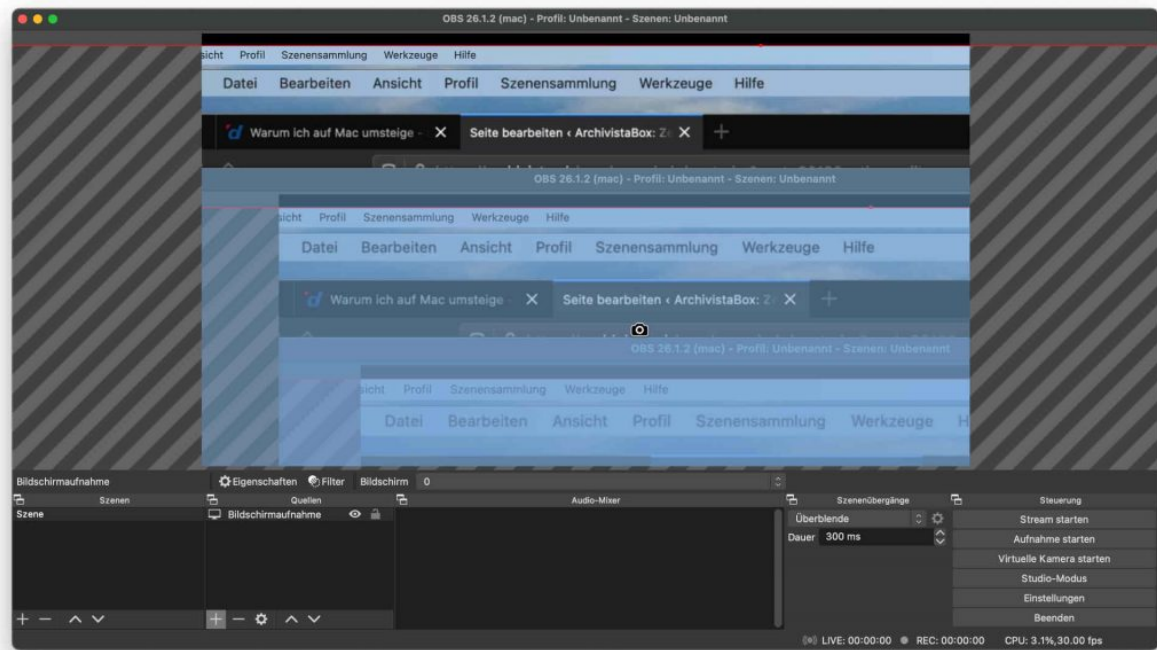 OBS 26.1.2 (mac) - Profil: Unbenannt - Szenen: Unbenannt
sicht Profil Szenensammlung Werkzeuge Hilfe
Datei Bearbeiten Ansicht Profil Szenensammlung Werkzeuge Hilfe
Warum ich auf Mac umsteige - X Seite bearbeiten ‹ ArchivistaBox: Ze X +
OBS 26.1.2 (mac) - Profil: Unbenannt - Szenen: Unbenannt
sicht Profil Szenensammlung Werkzeuge Hilfe
Datei Bearbeiten Ansicht Profil Szenensammlung Werkzeuge Hilfe
Warum ich auf Mac umsteige - X Seite bearbeiten ‹ ArchivistaBox: Z X +
OBS 26.1.2 (mac) - Profil: Unbenannt - Szenen: Unbenannt
sicht Profil Szenensammlung Werkzeuge Hilfe
Datei Bearbeiten Ansicht Profil Szenensammlung Werkzeuge H
Bildschirmaufnahme Eigenschaften Filter Bildschirm 0
Szenen Quellen Audio-Mixer Szenenübergänge Steuerung
Szene Bildschirmaufnahme Überblende Stream starten
Dauer 300 ms Aufnahme starten
Virtuelle Kamera starten
Studio-Modus
Einstellungen
Beenden
LIVE: 00:00:00 REC: 00:00:00 CPU: 3.1%,30.00 fps